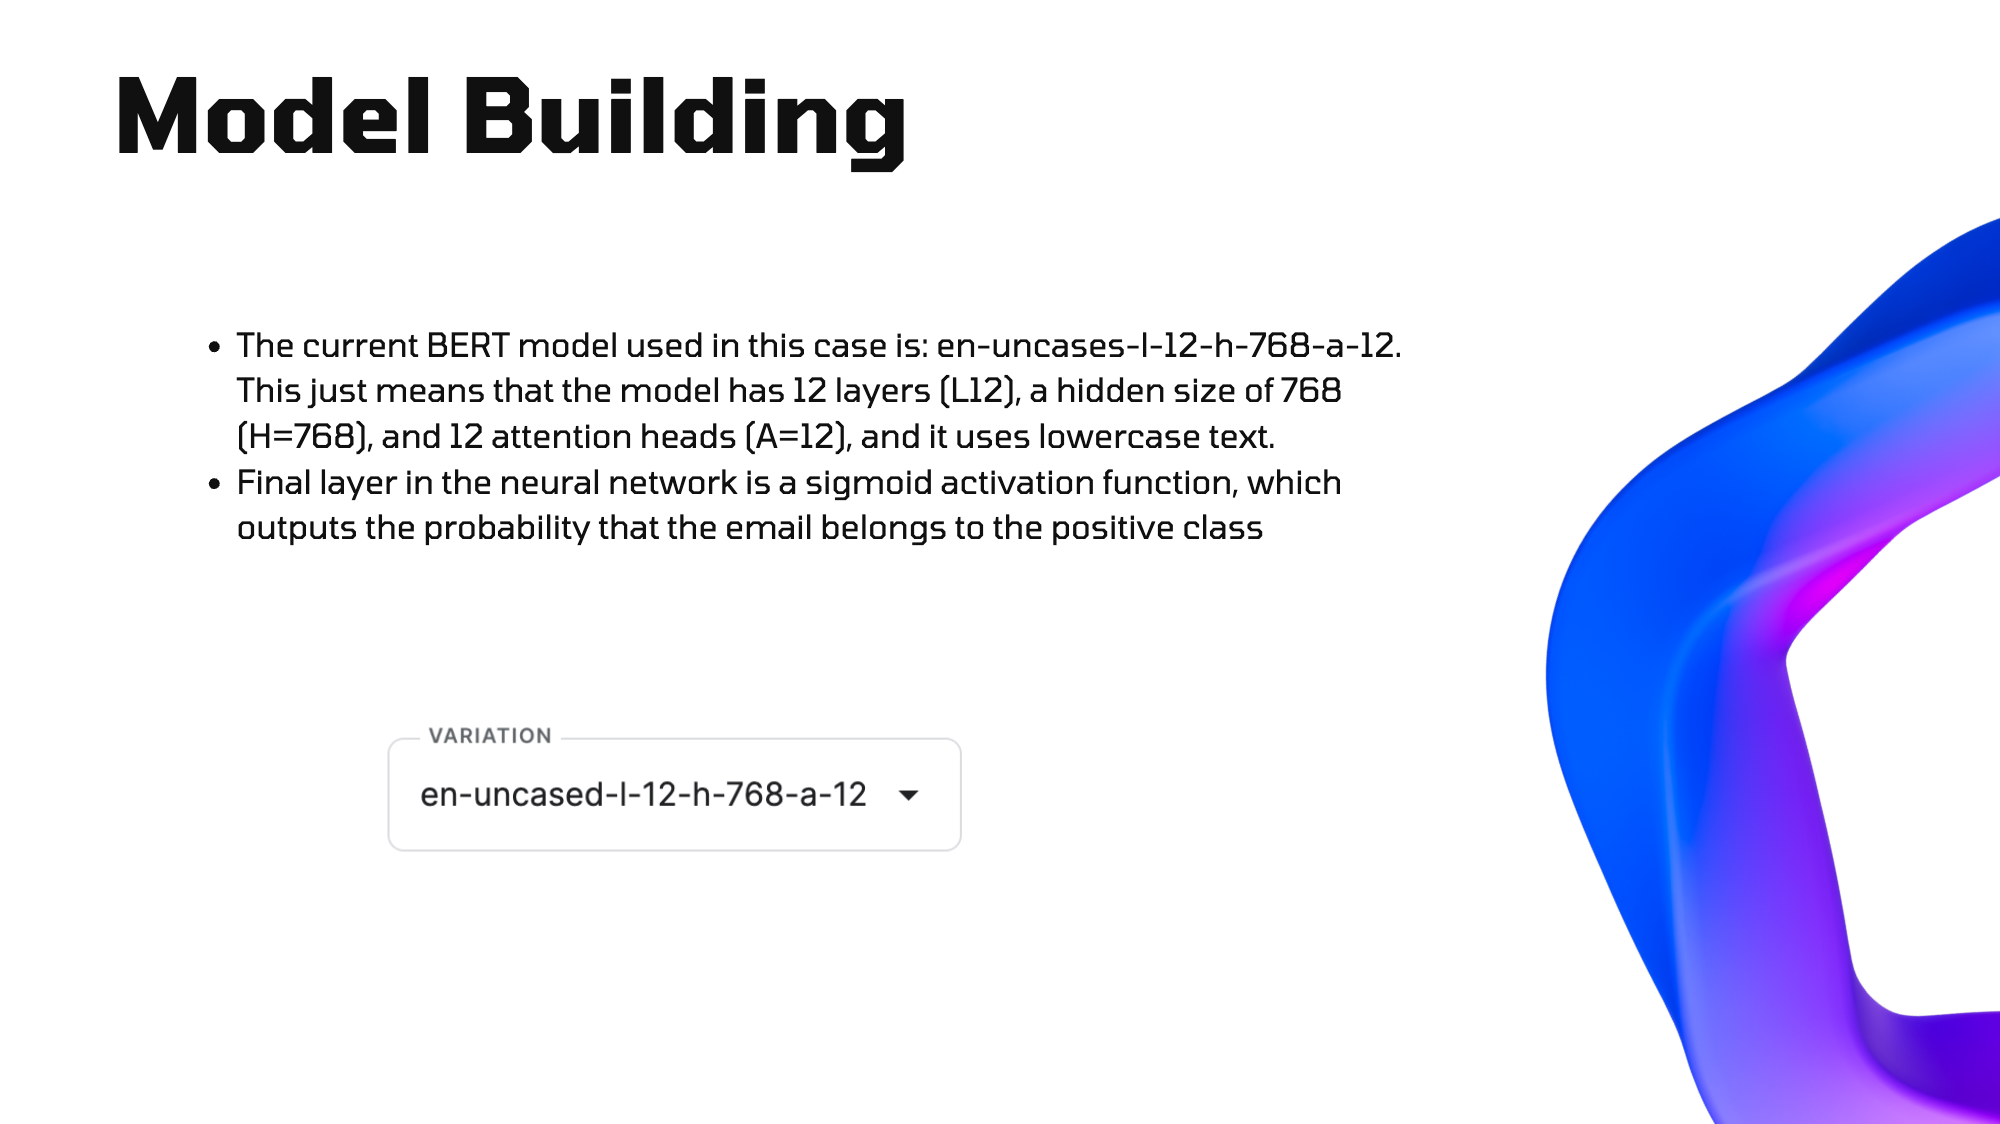 Model Building
• The current BERT model used in this case is: en-uncases-l-12-h-768-a-12.
This just means that the model has 12 layers (L12), a hidden size of 768
(H=768), and 12 attention heads (A=12), and it uses lowercase text.
• Final layer in the neural network is a sigmoid activation function, which
outputs the probability that the email belongs to the positive class
VARIATION
en-uncased-l-12-h-768-a-12